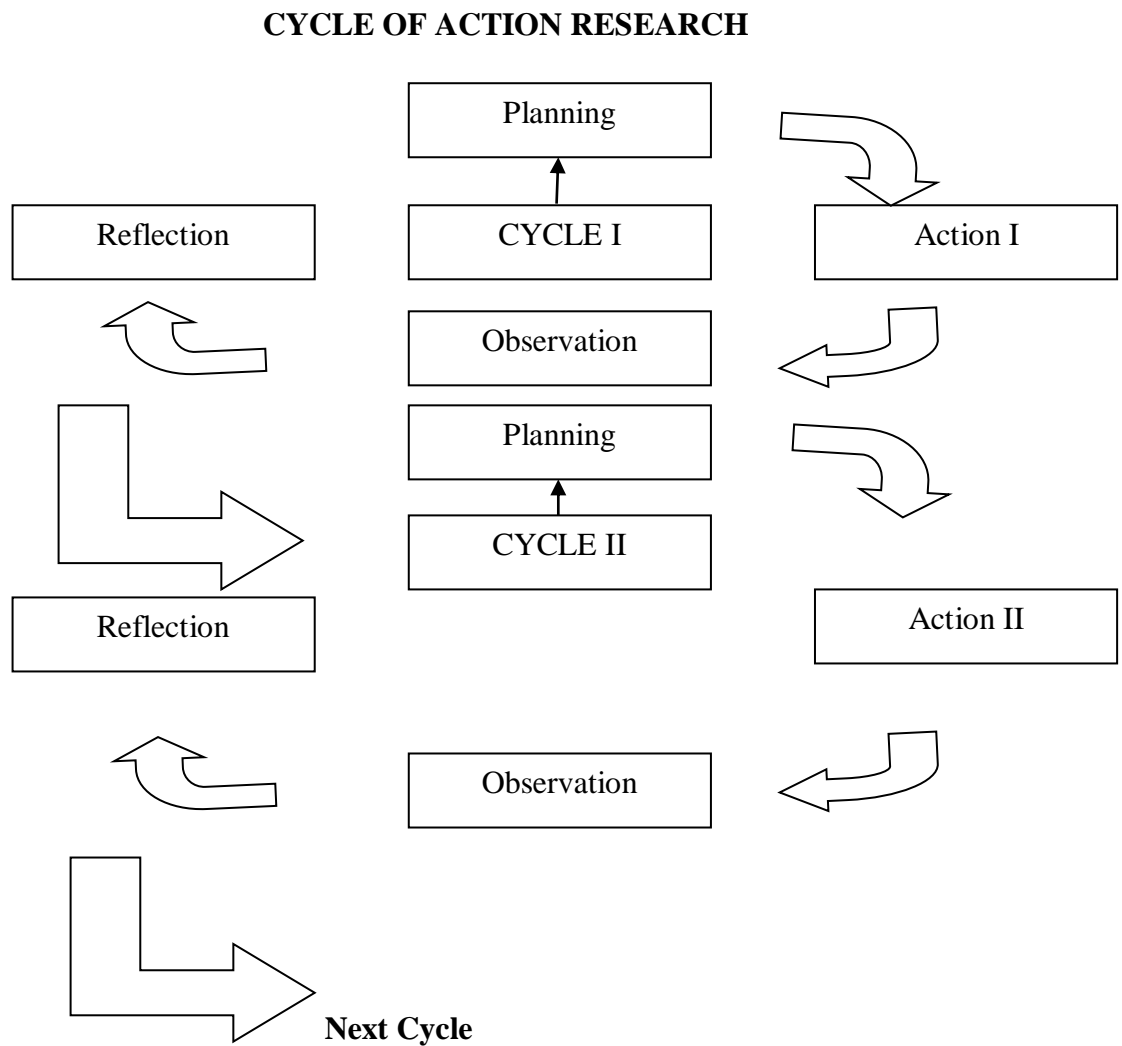 CYCLE OF ACTION RESEARCH
Planning
Reflection
CYCLE I
Action I
Observation
Planning
CYCLE II
Reflection
Action II
Observation
Next Cycle